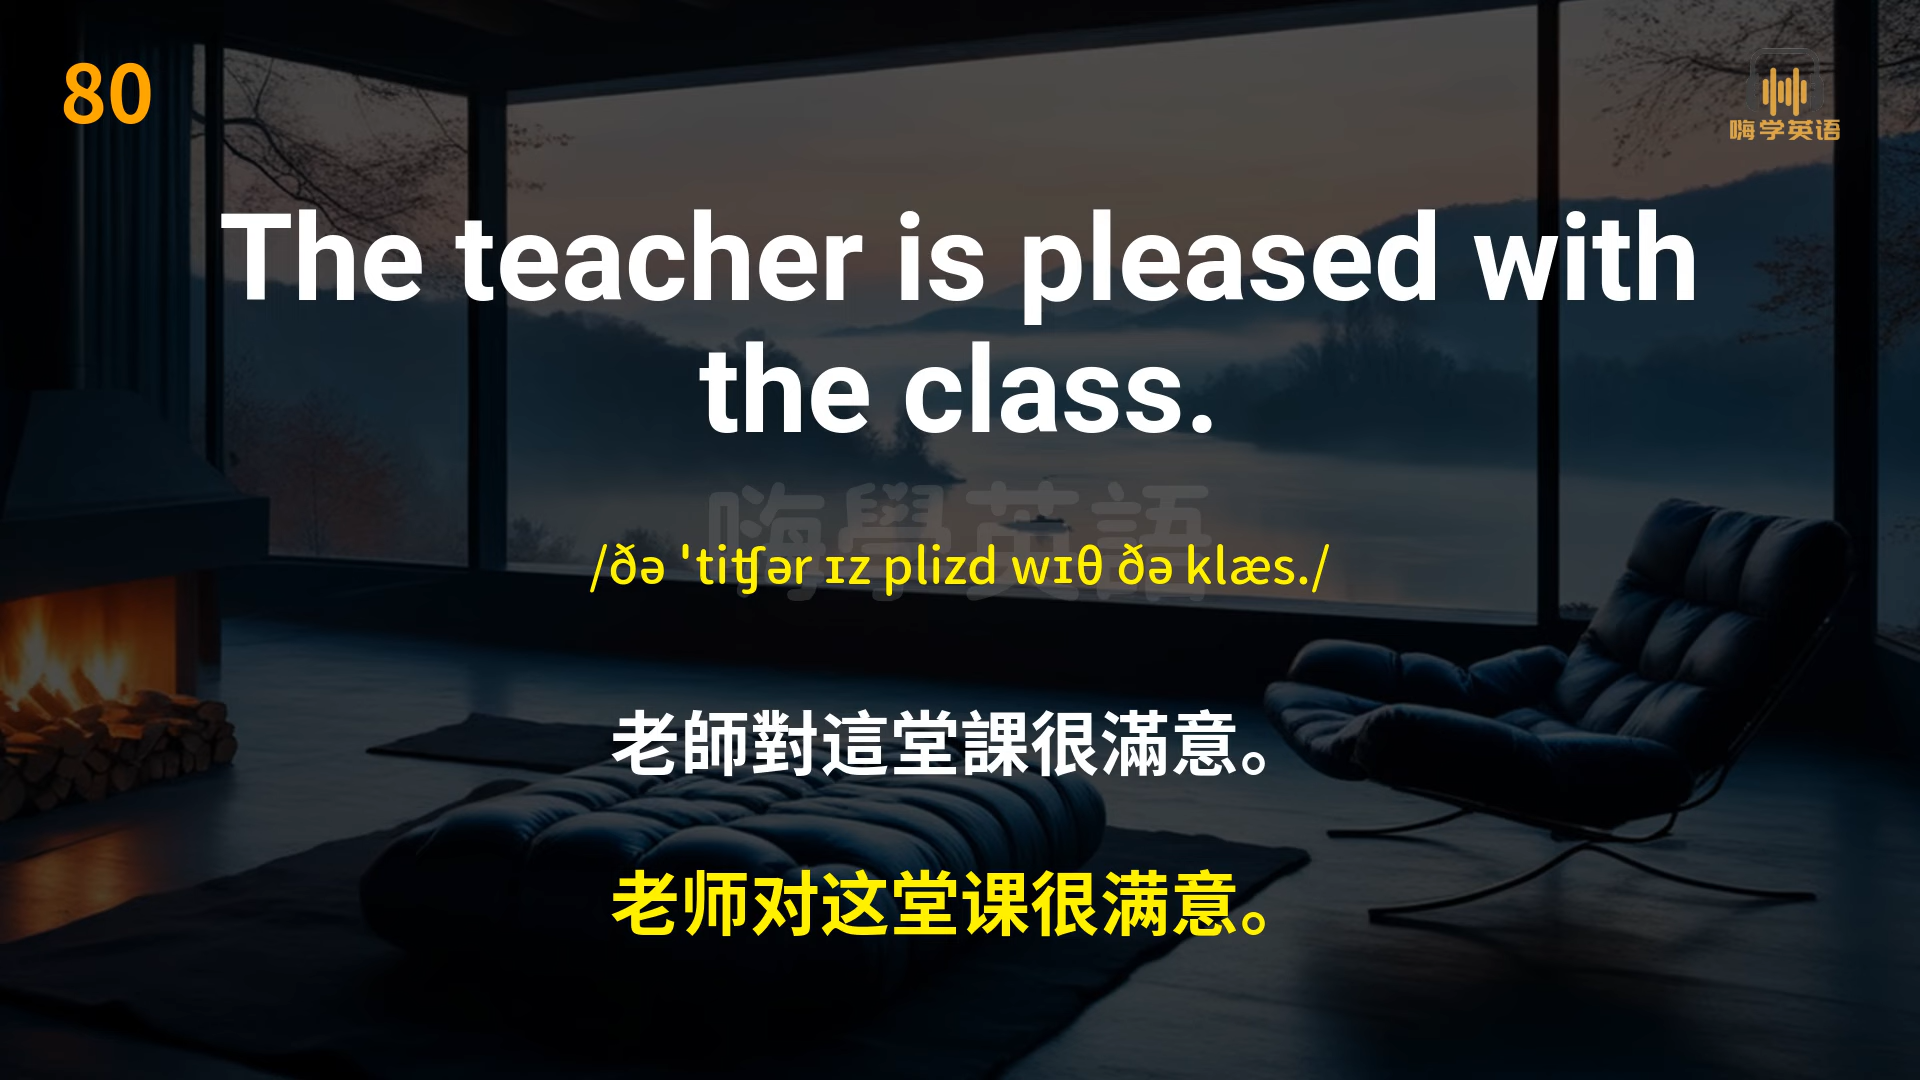 80
嗨学英语
The teacher is pleased with
the class.
嗨學英語
/ðə ˈtiʧər ɪz plizd wɪθ ðə klæs./
老師對這堂課很滿意。
老师对这堂课很满意。